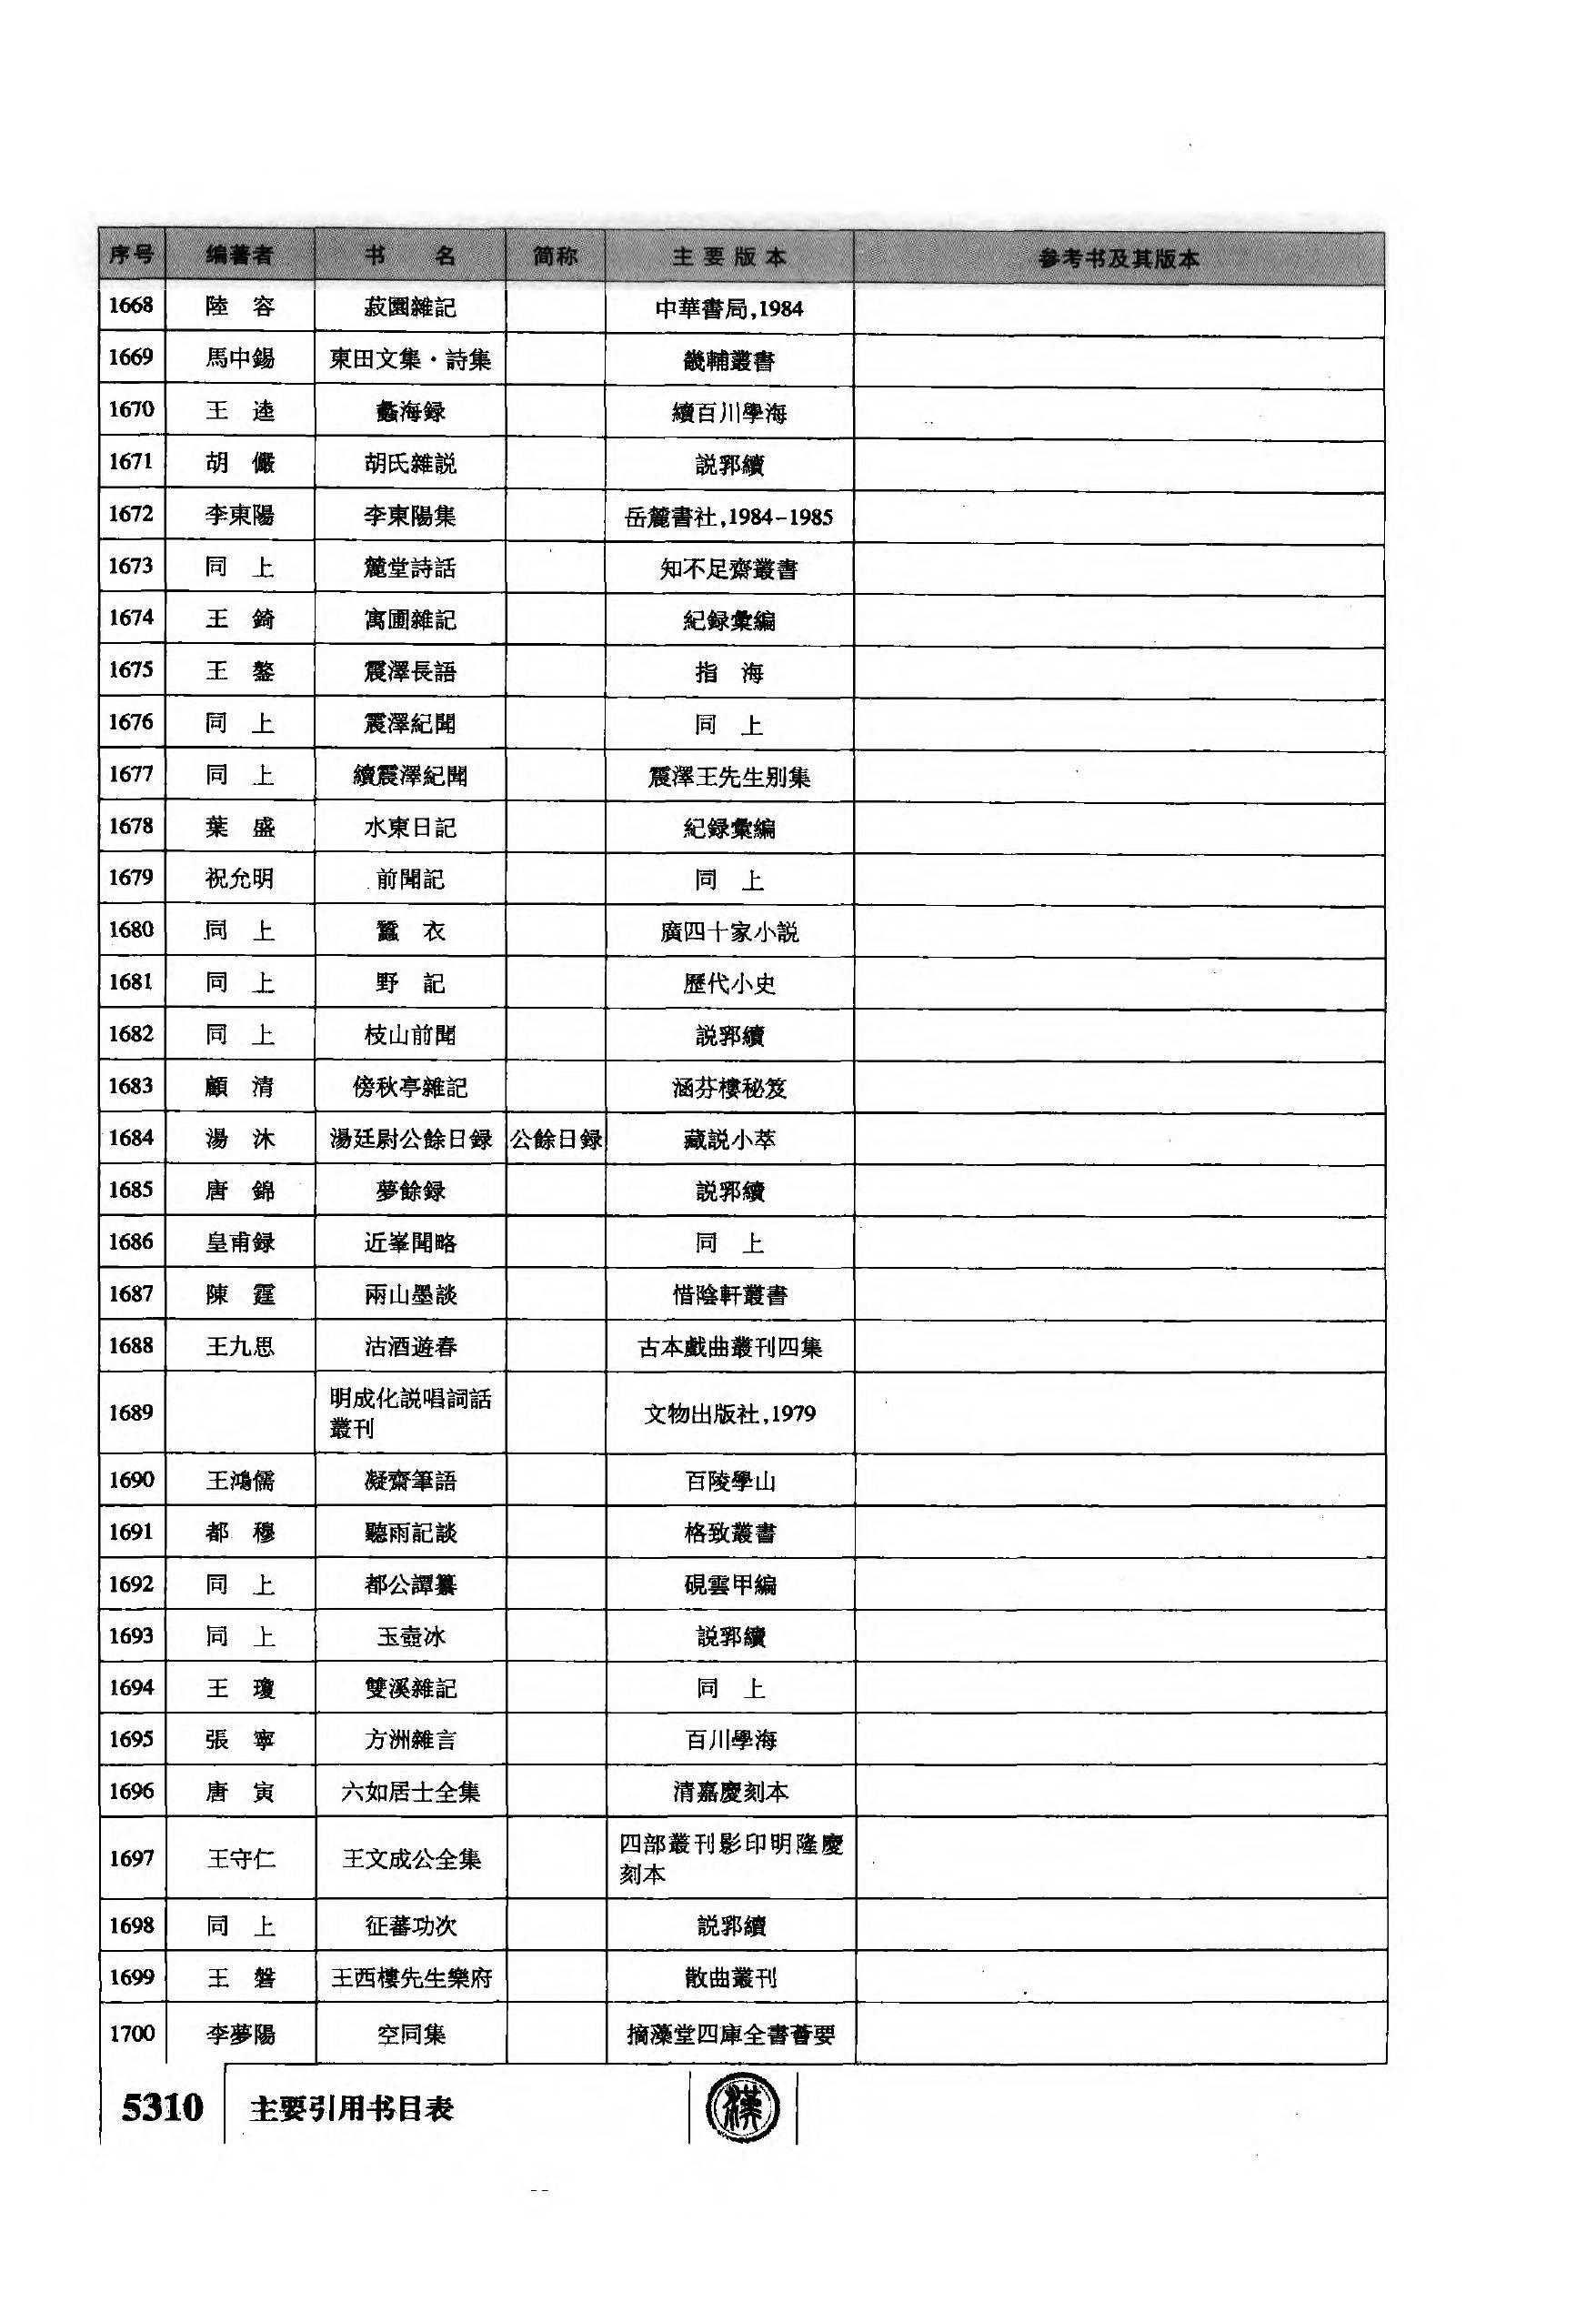 序号 编著者 书 名 简称 主要版本 参考书及其版本
1668 陸 容 菽園雜記 中華書局,1984
1669 馬中錫 東田文集·詩集 畿輔叢書
1670 王 逵 蠡海録 續百川學海
1671 胡 儼 胡氏雜説 説郛續
1672 李東陽 李東陽集 岳麓書社,1984-1985
1673 同 上 麓堂詩話 知不足齋叢書
1674 王 錡 寓圃雜記 紀録彙編
1675 王 鏊 震澤長語 指 海
1676 同 上 震澤紀聞 同 上
1677 同 上 續震澤紀聞 震澤王先生别集
1678 葉 盛 水東日記 紀録彙編
1679 祝允明 前聞記 同 上
1680 同 上 蠶 衣 廣四十家小説
1681 同 上 野 記 歷代小史
1682 同 上 枝山前聞 説郛續
1683 顧 清 傍秋亭雜記 涵芬樓秘笈
1684 湯 沐 湯廷尉公餘日録 公餘日録 藏説小萃
1685 唐 錦 夢餘録 説郛續
1686 皇甫録 近峯聞略 同 上
1687 陳 霆 兩山墨談 惜陰軒叢書
1688 王九思 沽酒遊春 古本戲曲叢刊四集
1689 明成化説唱詞話
叢刊 文物出版社,1979
1690 王鴻儒 凝齋筆語 百陵學山
1691 都 穆 聽雨記談 格致叢書
1692 同 上 都公譚纂 硯雲甲編
1693 同 上 玉壺冰 説郛續
1694 王 瓊 雙溪雜記 同 上
1695 張 寧 方洲雜言 百川學海
1696 唐 寅 六如居士全集 清嘉慶刻本
1697 王守仁 王文成公全集 四部叢刊影印明隆慶
刻本
1698 同 上 征蕃功次 説郛續
1699 王 磐 王西樓先生樂府 散曲叢刊
1700 李夢陽 空同集 摛藻堂四庫全書薈要
5310 主要引用书目表 漢